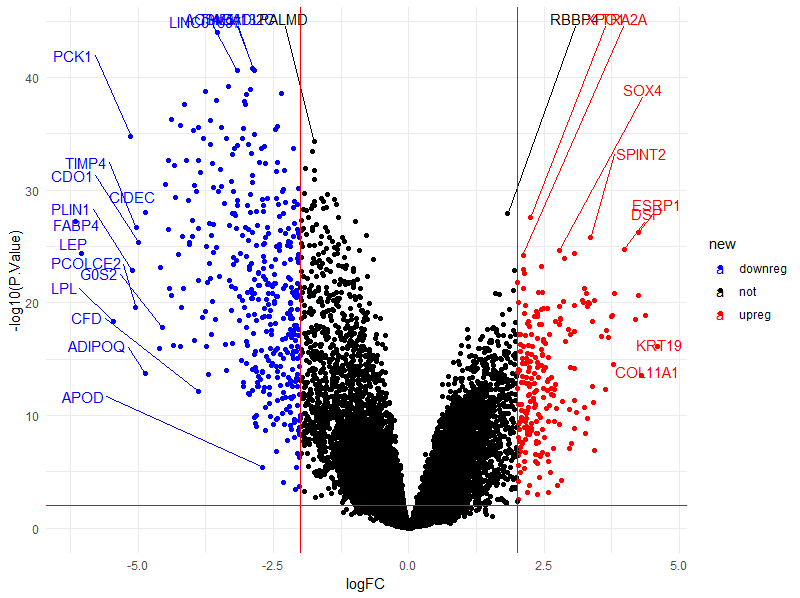 PALMD
RBBP4
TRA2A
PCK1
SOX4
TIMP4
SPINT2
CDO1
CIDEC
PLIN1
ESRP1
DSP
FABP4
LEP
PCOLCE2
G0S2
LPL
CFD
ADIPOQ
KRT19
COL11A1
APOD
40
30
20
10
0
-log10(P.Value)
-5.0
-2.5
0.0
2.5
5.0
logFC
new
a downreg
a not
a upreg